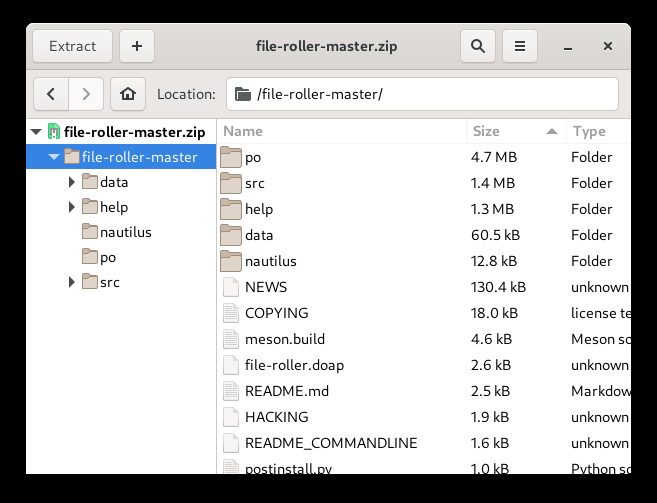 Extract + file-roller-master.zip
Location: /file-roller-master/
file-roller-master.zip
file-roller-master
data
help
nautilus
po
src
Name Size Type
po 4.7 MB Folder
src 1.4 MB Folder
help 1.3 MB Folder
data 60.5 kB Folder
nautilus 12.8 kB Folder
NEWS 130.4 kB unknown
COPYING 18.0 kB license te
meson.build 4.6 kB Meson so
file-roller.doap 2.6 kB unknown
README.md 2.5 kB Markdow
HACKING 1.9 kB unknown
README_COMMANDLINE 1.6 kB unknown
postinstall.py 1.0 kB Python sc